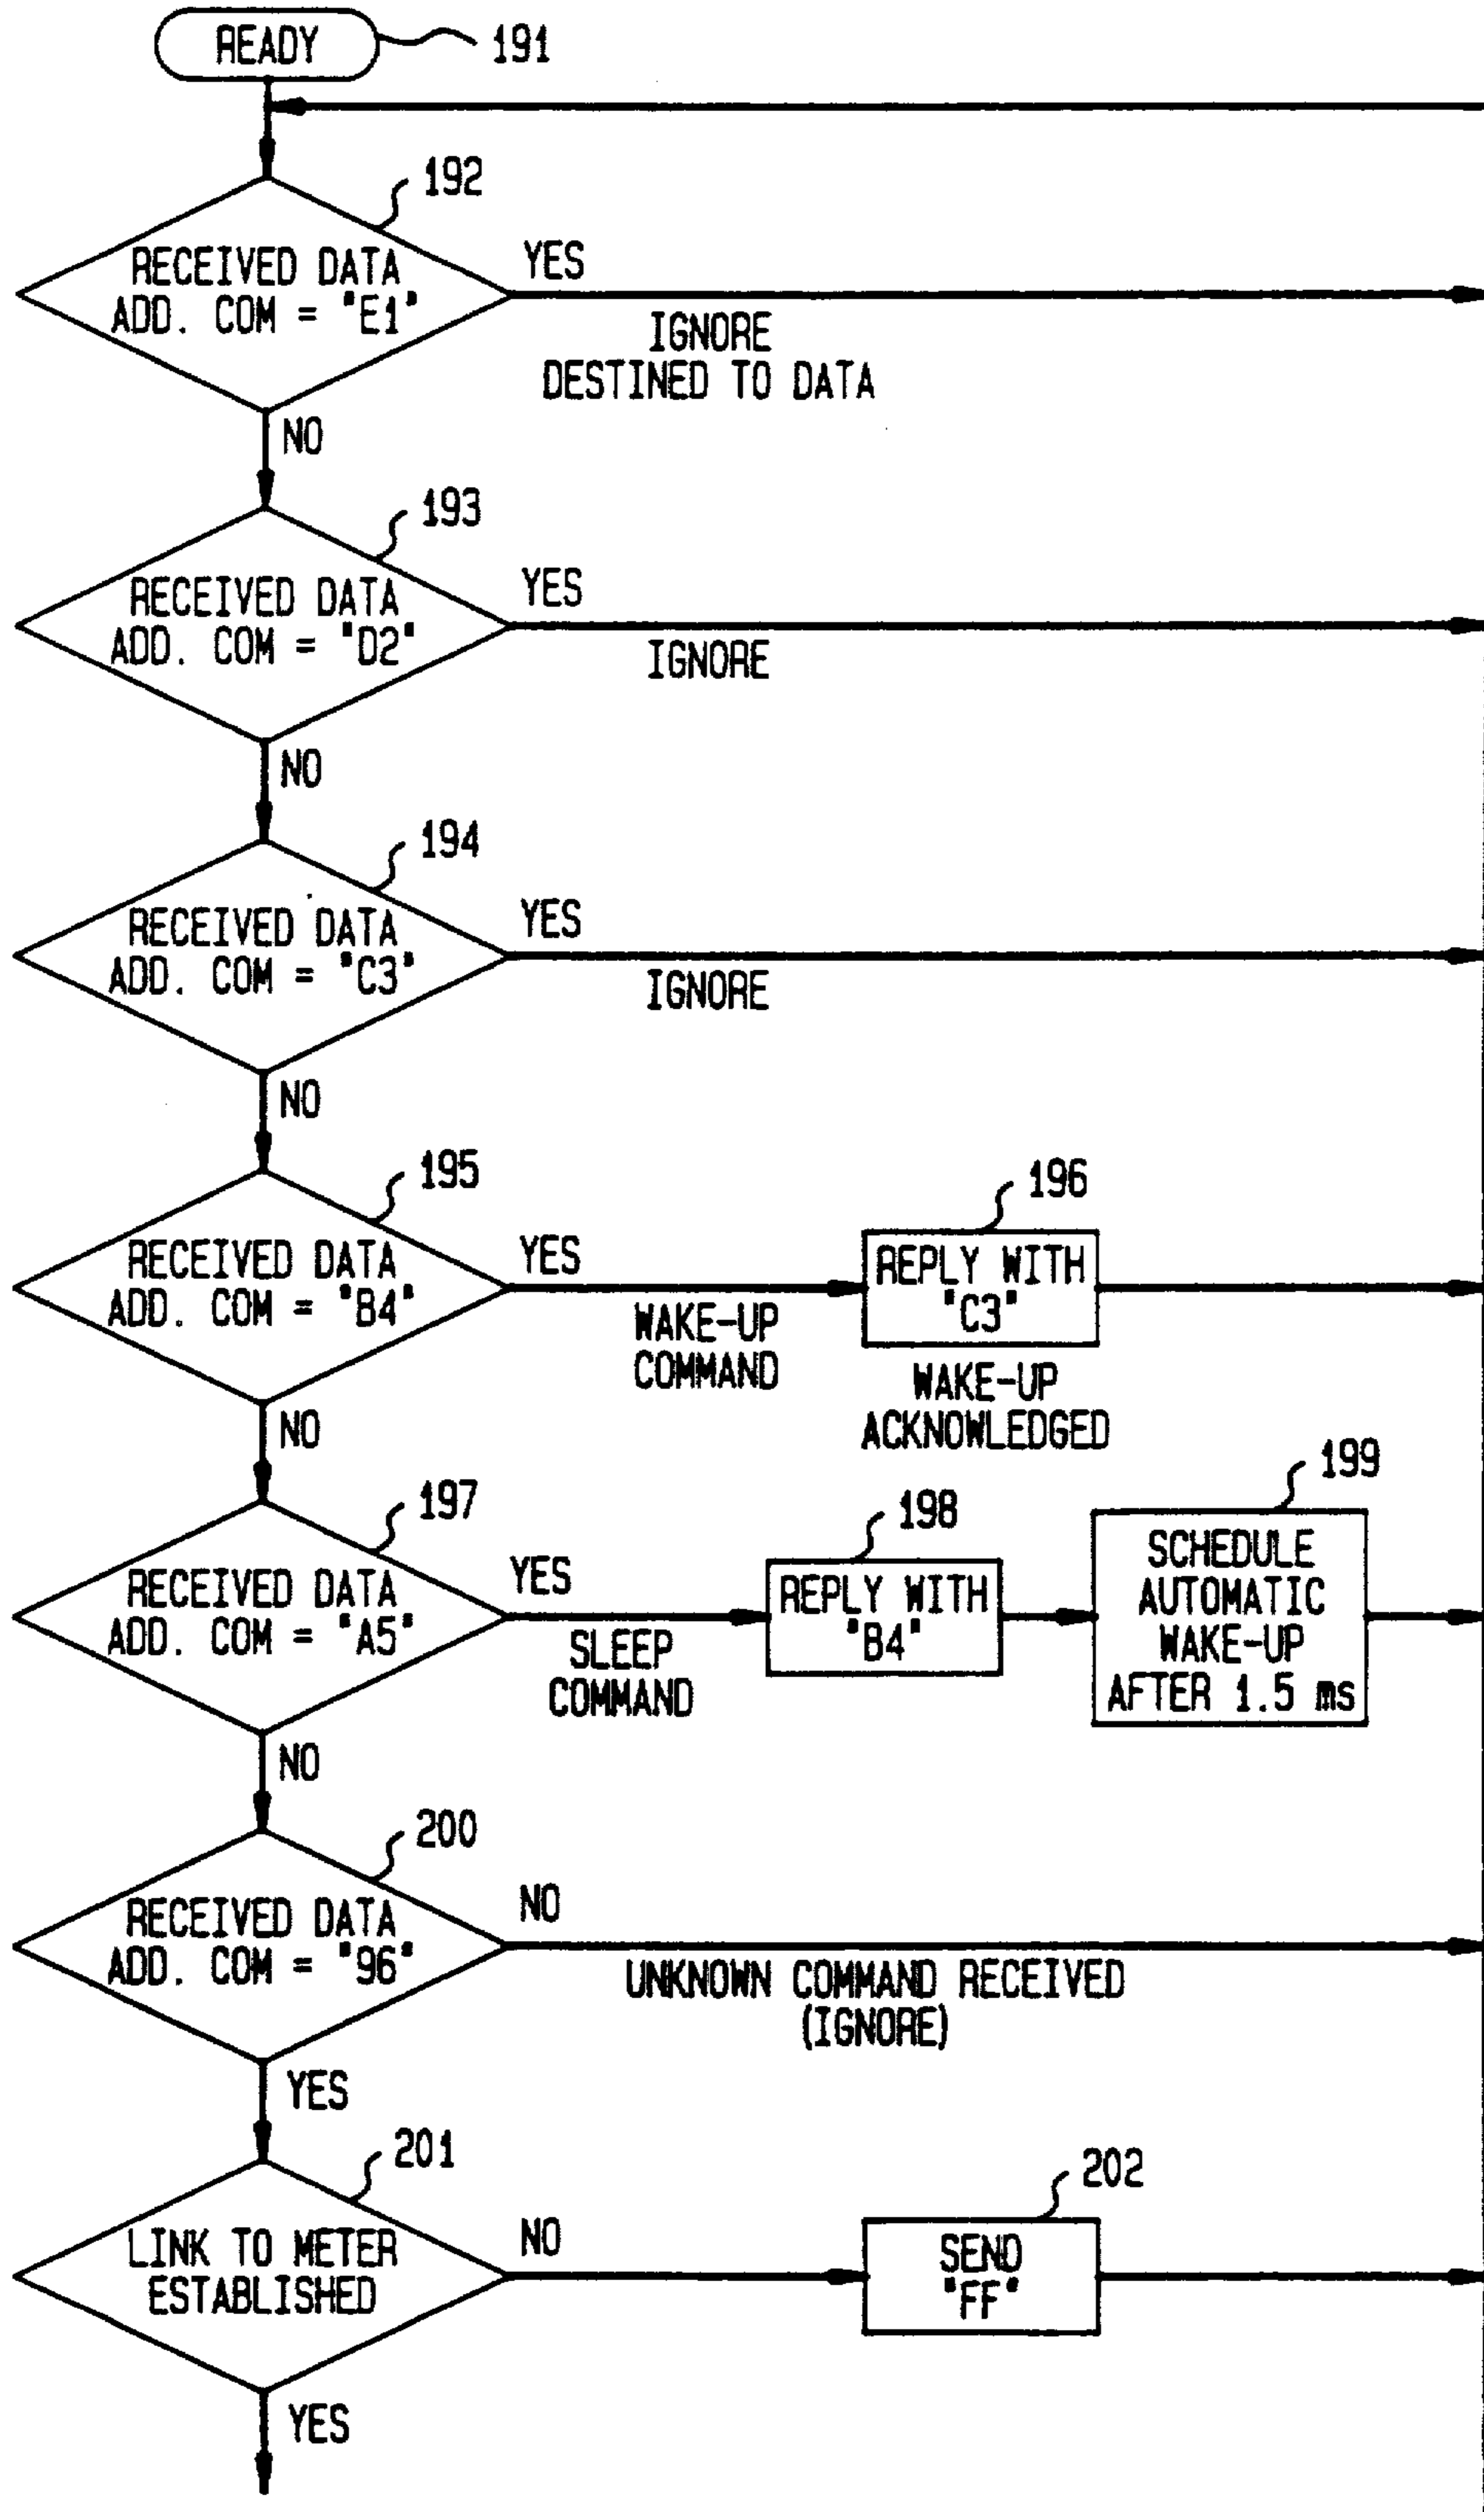 READY
191
192
RECEIVED DATA
ADD. COM = "E1"
YES
IGNORE
DESTINED TO DATA
NO
193
RECEIVED DATA
ADD. COM = "D2"
YES
IGNORE
NO
194
RECEIVED DATA
ADD. COM = "C3"
YES
IGNORE
NO
195
RECEIVED DATA
ADD. COM = "B4"
YES
WAKE-UP
COMMAND
196
REPLY WITH
"C3"
WAKE-UP
ACKNOWLEDGED
NO
197
RECEIVED DATA
ADD. COM = "A5"
YES
SLEEP
COMMAND
198
REPLY WITH
"B4"
199
SCHEDULE
AUTOMATIC
WAKE-UP
AFTER 1.5 ms
NO
200
RECEIVED DATA
ADD. COM = "96"
NO
UNKNOWN COMMAND RECEIVED
(IGNORE)
YES
201
LINK TO METER
ESTABLISHED
NO
202
SEND
"FF"
YES